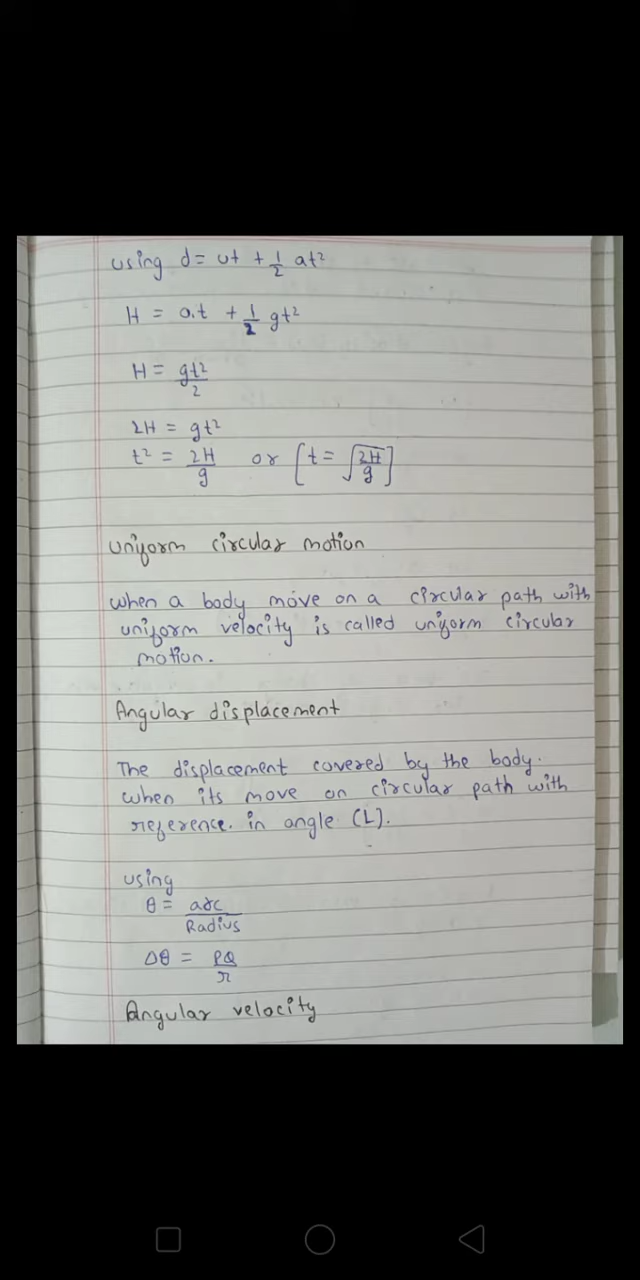 using d = ut + 1/2 at²
H = 0.t + 1/2 gt²
H = gt²/2
2H = gt²
t² = 2H/g or [t = √2H/g]
uniform circular motion
when a body move on a circular path with
uniform velocity is called uniform circular
motion.
Angular displacement
The displacement covered by the body.
when its move on circular path with
reference. in angle (L).
using
θ = arc/Radius
Δθ = PQ/r
Angular velocity